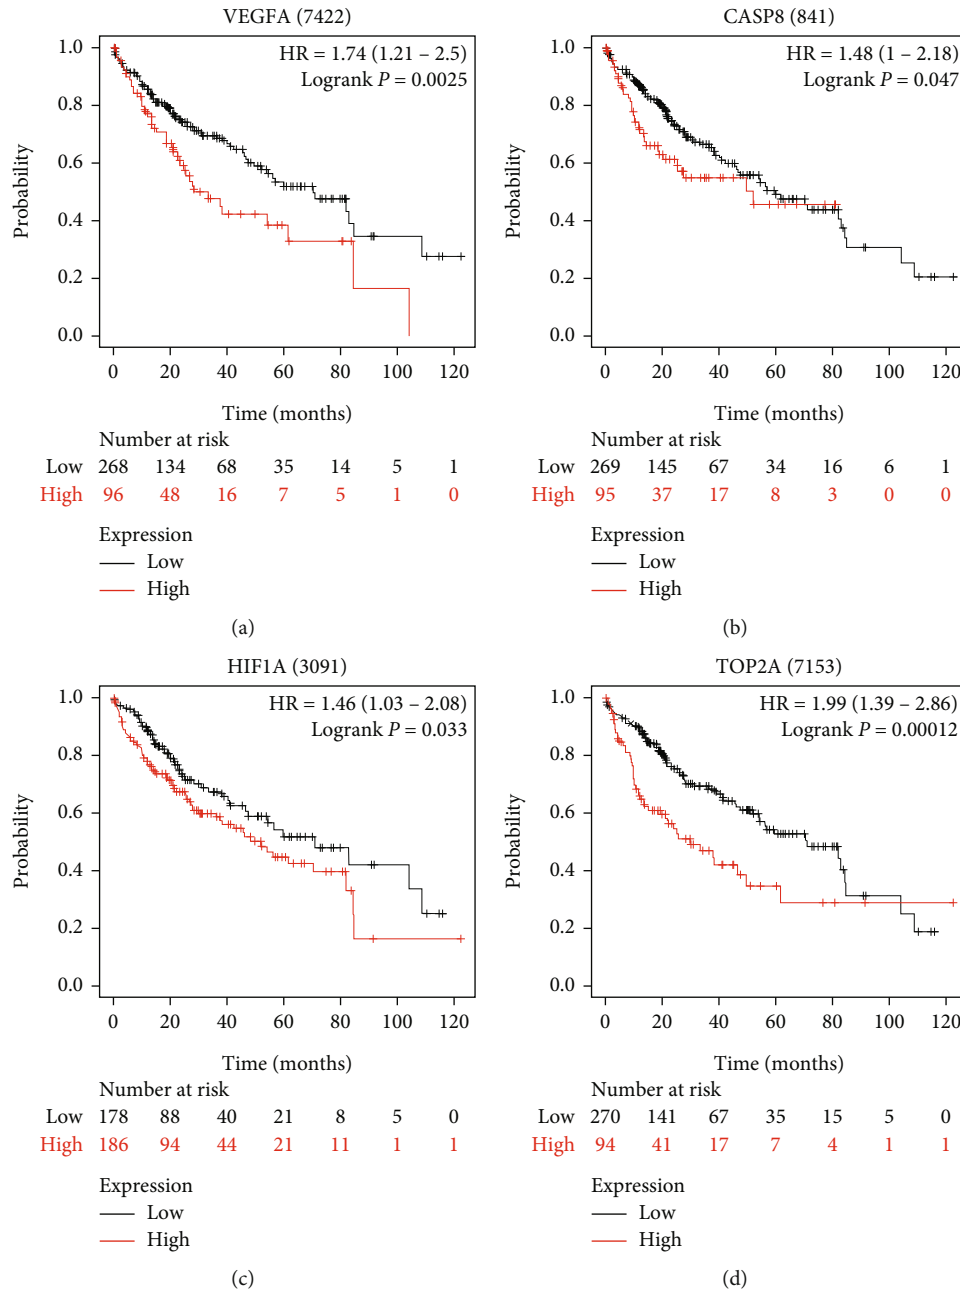 VEGFA (7422)
HR = 1.74 (1.21 – 2.5)
Logrank P = 0.0025
Probability
1.0
0.8
0.6
0.4
0.2
0.0
0 20 40 60 80 100 120
Time (months)
Number at risk
Low 268 134 68 35 14 5 1
High 96 48 16 7 5 1 0
Expression
Low
High
(a)
CASP8 (841)
HR = 1.48 (1 – 2.18)
Logrank P = 0.047
Probability
1.0
0.8
0.6
0.4
0.2
0.0
0 20 40 60 80 100 120
Time (months)
Number at risk
Low 269 145 67 34 16 6 1
High 95 37 17 8 3 0 0
Expression
Low
High
(b)
HIF1A (3091)
HR = 1.46 (1.03 – 2.08)
Logrank P = 0.033
Probability
1.0
0.8
0.6
0.4
0.2
0.0
0 20 40 60 80 100 120
Time (months)
Number at risk
Low 178 88 40 21 8 5 0
High 186 94 44 21 11 1 1
Expression
Low
High
(c)
TOP2A (7153)
HR = 1.99 (1.39 – 2.86)
Logrank P = 0.00012
Probability
1.0
0.8
0.6
0.4
0.2
0.0
0 20 40 60 80 100 120
Time (months)
Number at risk
Low 270 141 67 35 15 5 0
High 94 41 17 7 4 1 1
Expression
Low
High
(d)